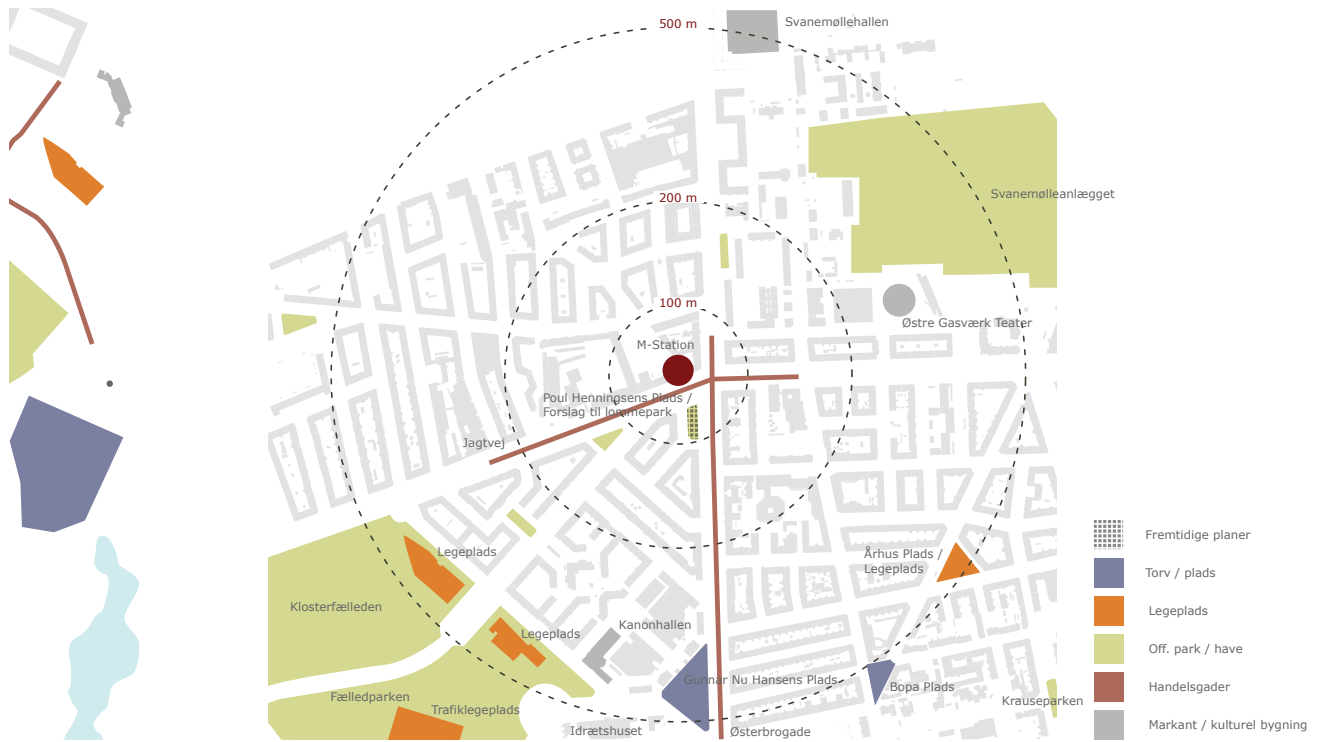 500 m
Svanemøllehallen
200 m
Svanemølleanlægget
100 m
Østre Gasværk Teater
M-Station
Poul Henningsens Plads /
Forslag til lommepark
Jagtvej
Legeplads
Århus Plads /
Legeplads
Klosterfælleden
Legeplads
Kanonhallen
Gunnar Nu Hansens Plads
Bopa Plads
Fælledparken
Trafiklegeplads
Krauseparken
Idrætshuset
Østerbrogade
Fremtidige planer
Torv / plads
Legeplads
Off. park / have
Handelsgader
Markant / kulturel bygning